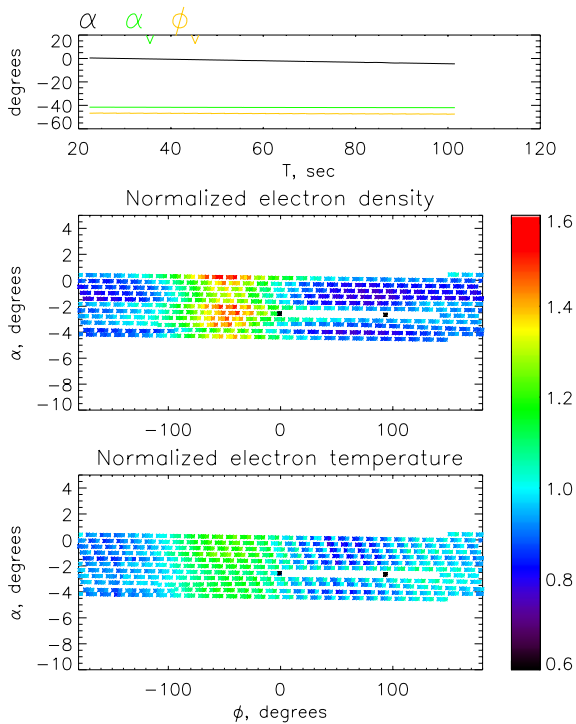 α α φ
20
0
−20
−40
−60
degrees
20 40 60 80 100 120
T, sec
Normalized electron density
4
2
0
−2
−4
−6
−8
−10
α, degrees
−100 0 100
1.6
1.4
1.2
1.0
0.8
0.6
Normalized electron temperature
4
2
0
−2
−4
−6
−8
−10
α, degrees
−100 0 100
φ, degrees